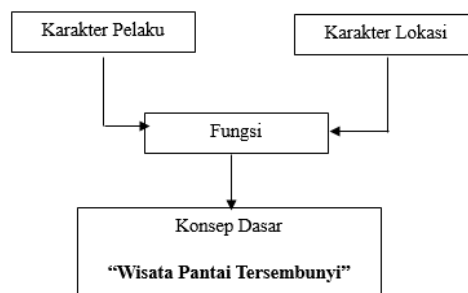 Karakter Pelaku
Karakter Lokasi
Fungsi
Konsep Dasar
“Wisata Pantai Tersembunyi”